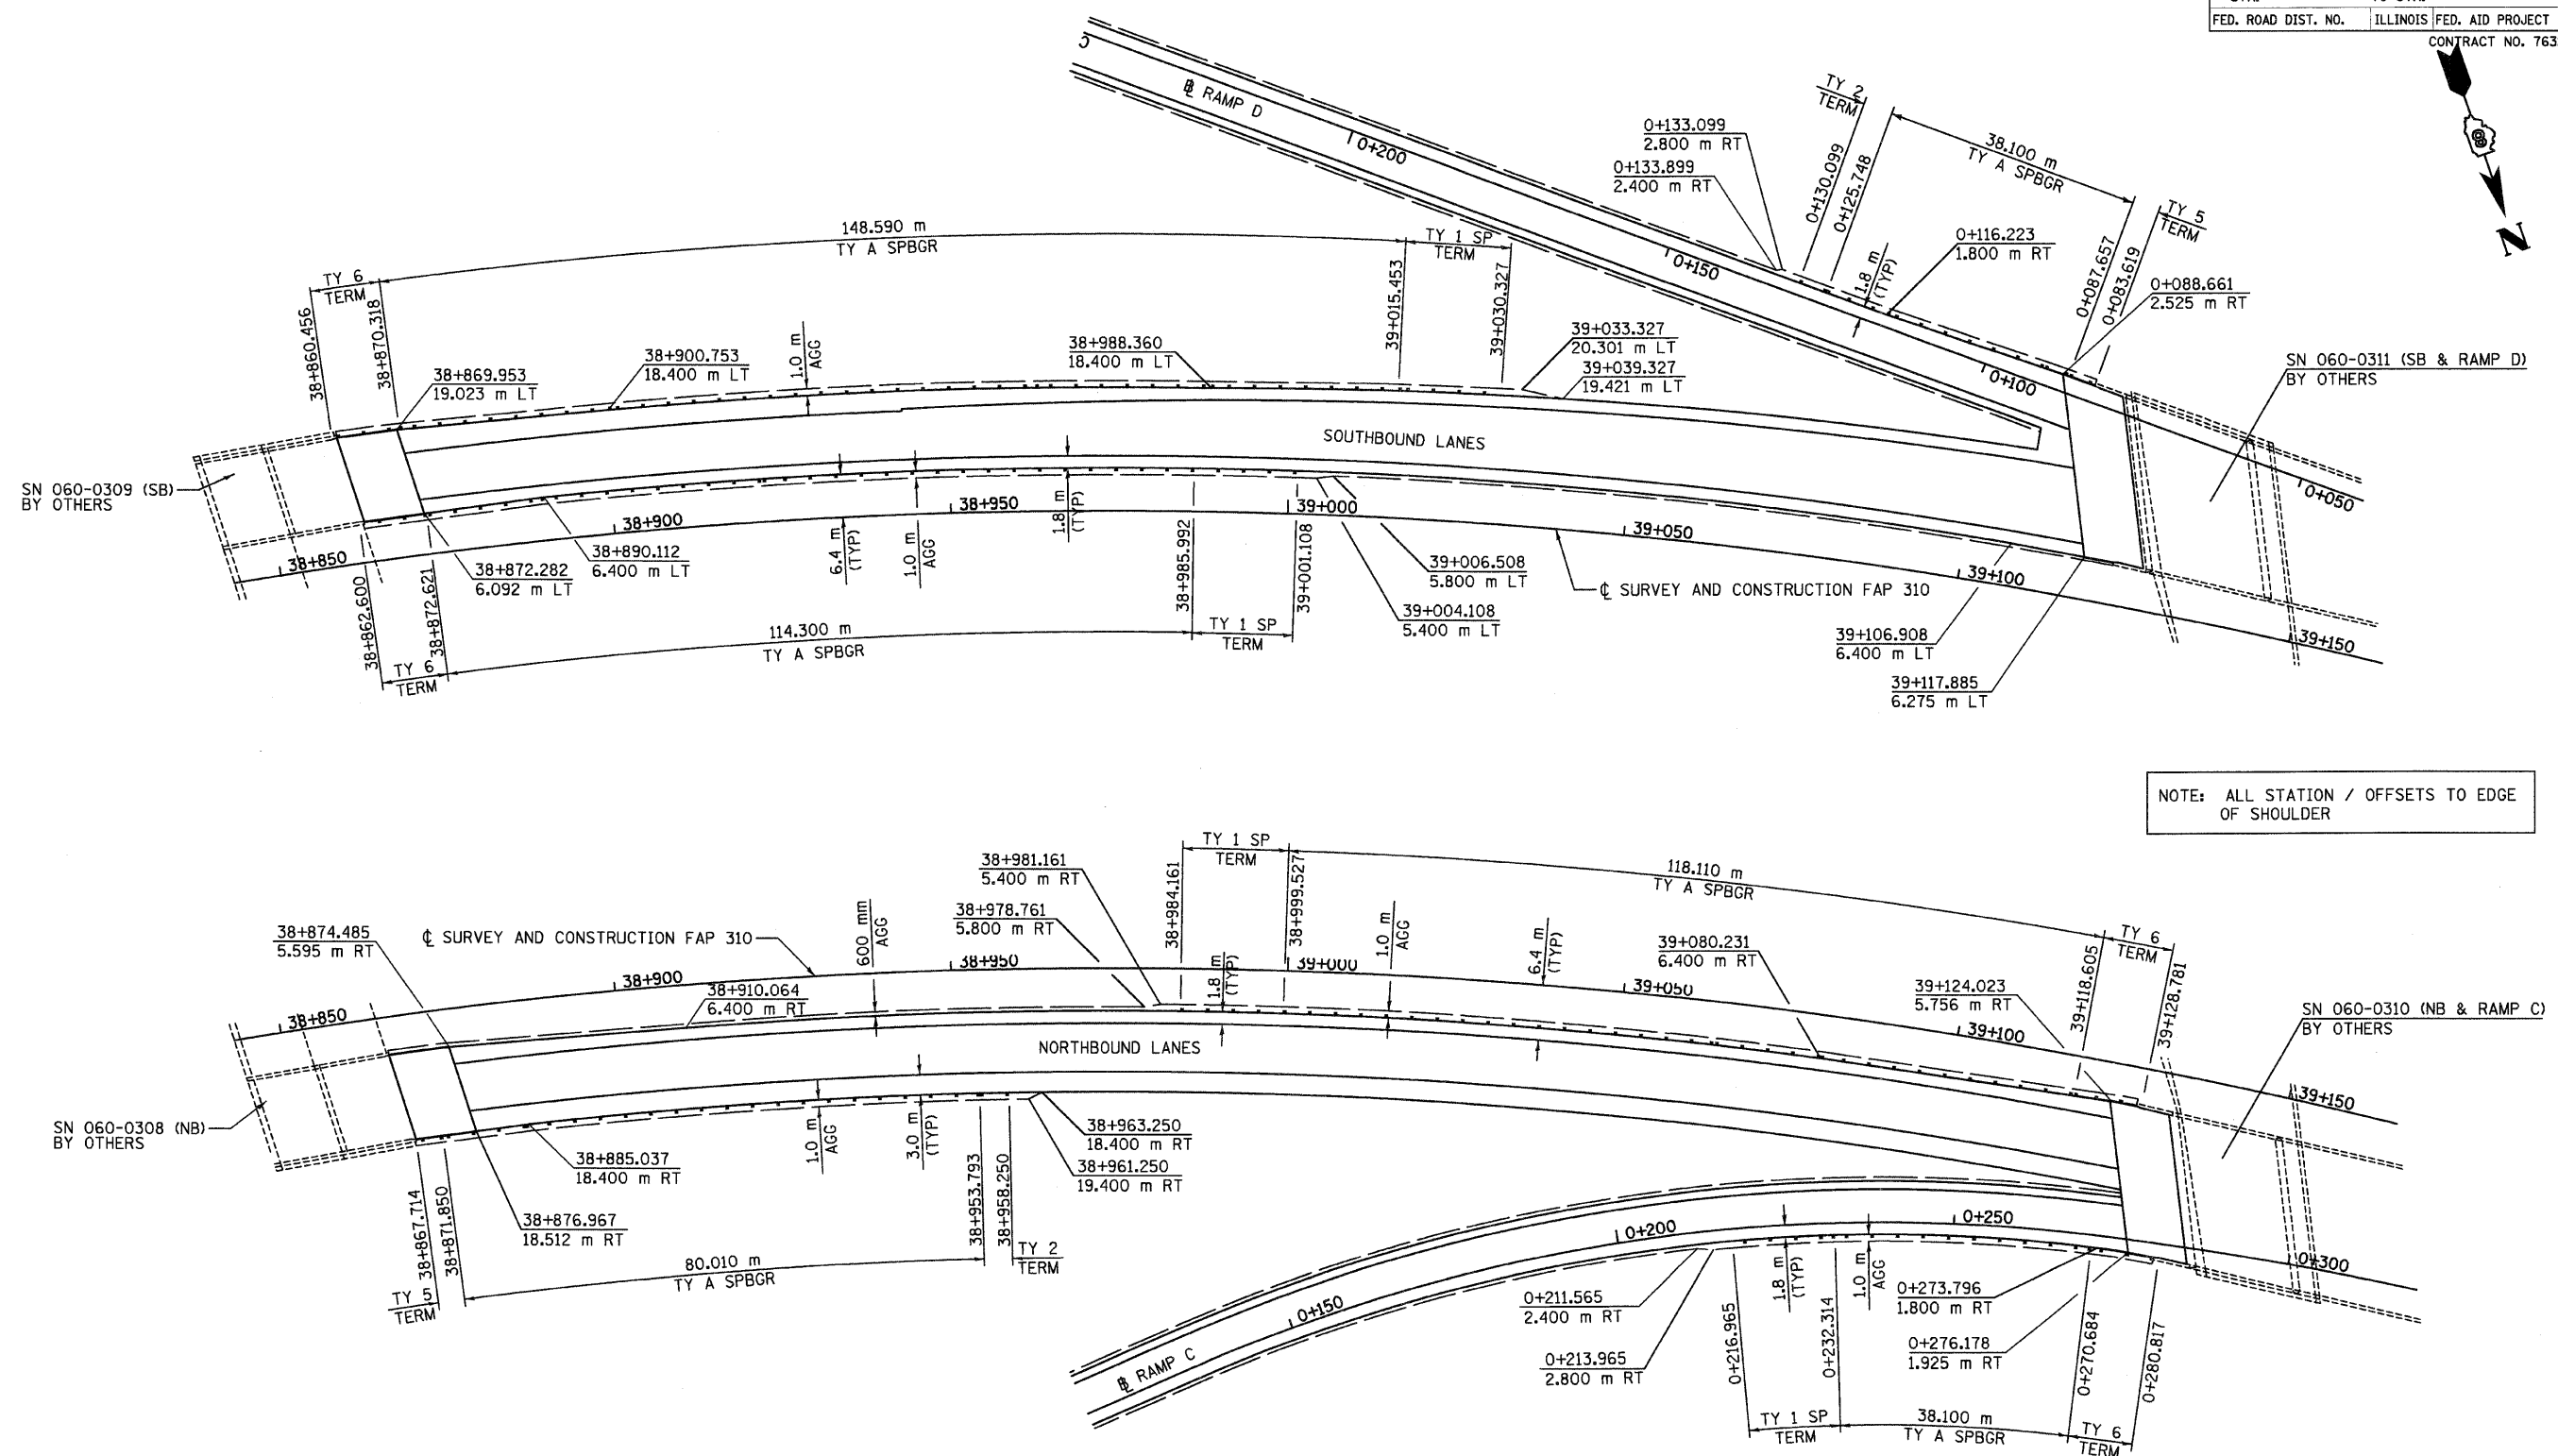 FED. ROAD DIST. NO. ILLINOIS FED. AID PROJECT
CONTRACT NO. 763
N
℄ RAMP D
0+200
0+150
0+100
0+050
0+133.099
2.800 m RT
0+133.899
2.400 m RT
TY 2
TERM
0+130.099
0+125.748
38.100 m
TY A SPBGR
1.8 m
(TYP)
0+116.223
1.800 m RT
TY 5
TERM
0+087.657
0+083.619
0+088.661
2.525 m RT
SN 060-0311 (SB & RAMP D)
BY OTHERS
148.590 m
TY A SPBGR
TY 1 SP
TERM
TY 6
TERM
38+860.456
38+870.318
38+869.953
19.023 m LT
38+900.753
18.400 m LT
1.0 m
AGG
38+988.360
18.400 m LT
39+015.453
39+030.327
39+033.327
20.301 m LT
39+039.327
19.421 m LT
SOUTHBOUND LANES
SN 060-0309 (SB)
BY OTHERS
38+850
38+900
38+950
39+000
39+050
39+100
39+150
38+862.600
38+872.621
38+872.282
6.092 m LT
38+890.112
6.400 m LT
6.4 m
(TYP)
1.0 m
AGG
1.8 m
(TYP)
38+985.992
39+001.108
39+006.508
5.800 m LT
39+004.108
5.400 m LT
℄ SURVEY AND CONSTRUCTION FAP 310
39+106.908
6.400 m LT
39+117.885
6.275 m LT
TY 6
TERM
114.300 m
TY A SPBGR
TY 1 SP
TERM
NOTE: ALL STATION / OFFSETS TO EDGE
OF SHOULDER
38+874.485
5.595 m RT
℄ SURVEY AND CONSTRUCTION FAP 310
600 mm
AGG
38+981.161
5.400 m RT
38+978.761
5.800 m RT
TY 1 SP
TERM
38+984.161
38+999.527
118.110 m
TY A SPBGR
1.8 m
(TYP)
1.0 m
AGG
6.4 m
(TYP)
39+080.231
6.400 m RT
39+124.023
5.756 m RT
39+118.605
39+128.781
TY 6
TERM
SN 060-0310 (NB & RAMP C)
BY OTHERS
38+850
38+900
38+950
39+000
39+050
39+100
39+150
38+910.064
6.400 m RT
NORTHBOUND LANES
SN 060-0308 (NB)
BY OTHERS
38+867.714
38+871.850
38+885.037
18.400 m RT
38+876.967
18.512 m RT
1.0 m
AGG
3.0 m
(TYP)
38+953.793
38+958.250
38+963.250
18.400 m RT
38+961.250
19.400 m RT
TY 5
TERM
80.010 m
TY A SPBGR
TY 2
TERM
℄ RAMP C
0+150
0+200
0+250
0+300
0+211.565
2.400 m RT
0+213.965
2.800 m RT
0+216.965
0+232.314
1.8 m
(TYP)
1.0 m
AGG
0+273.796
1.800 m RT
0+276.178
1.925 m RT
0+270.684
0+280.817
TY 1 SP
TERM
38.100 m
TY A SPBGR
TY 6
TERM